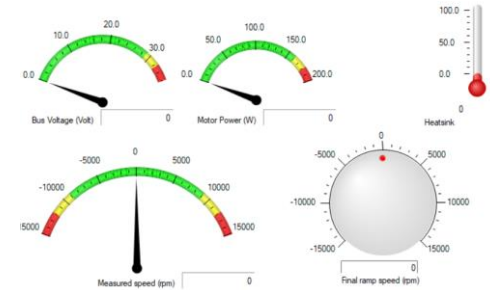 0.0 10.0 20.0 30.0
Bus Voltage (Volt) 0
0.0 50.0 100.0 150.0 200.0
Motor Power (W) 0
100.0
50.0
0.0
0
Heatsink
5000 -10000 -5000 0 5000 10000 15000
Measured speed (rpm) 0
-15000 -10000 -5000 0 5000 10000 15000
0
Final ramp speed (rpm)